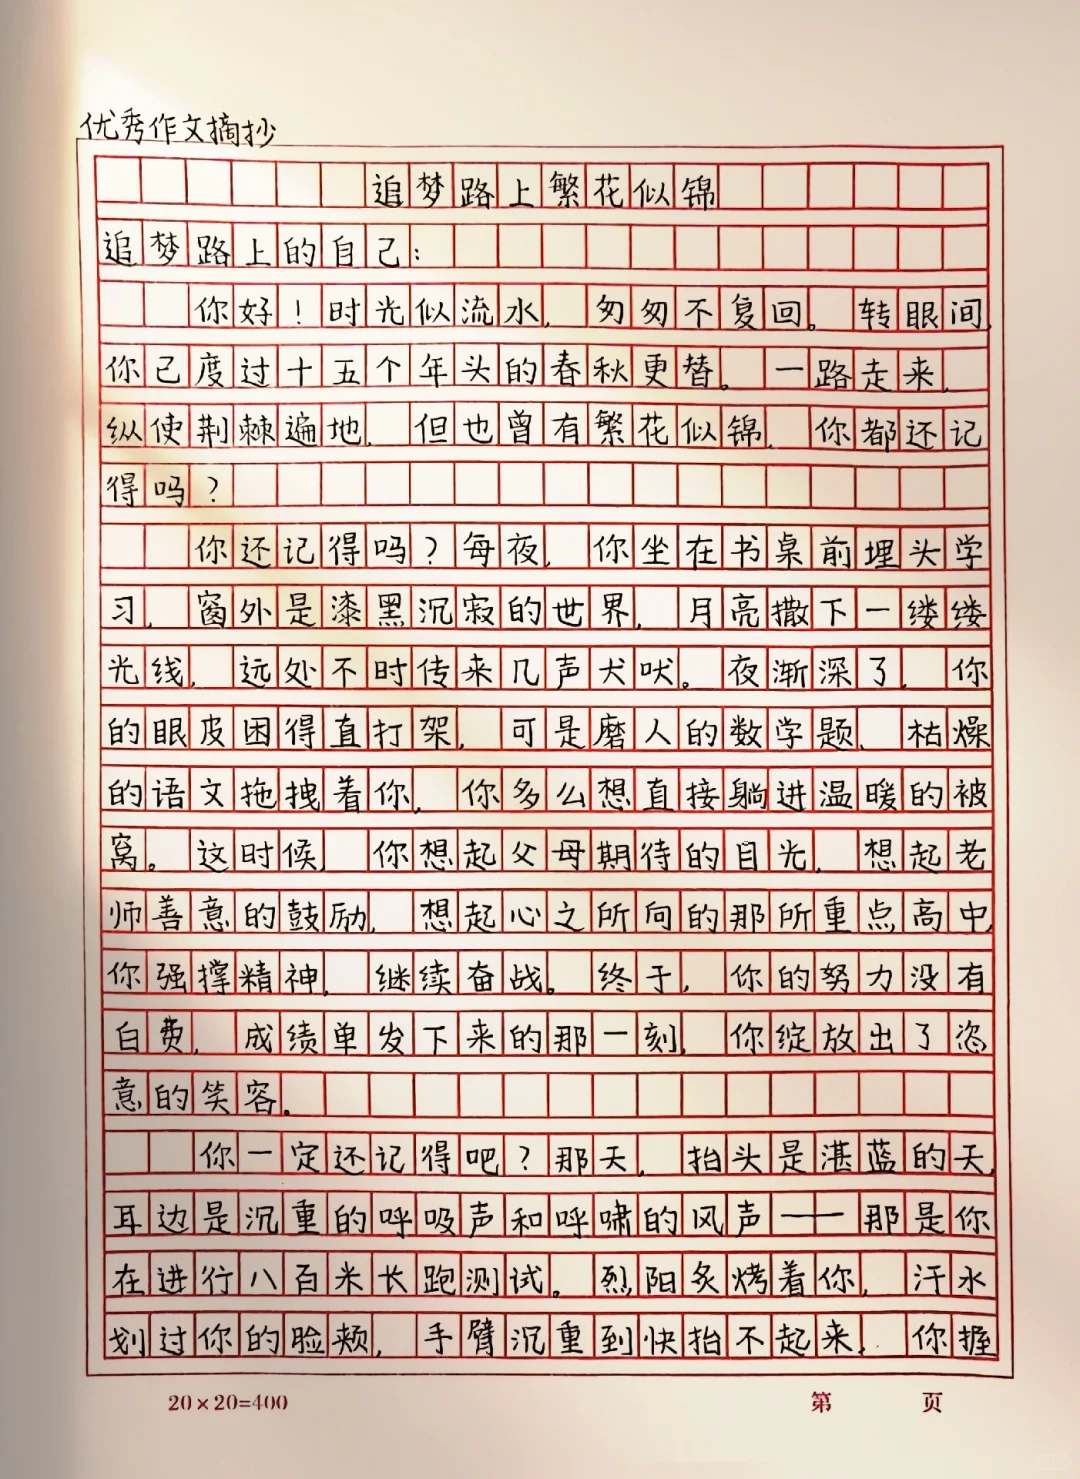 优秀作文摘抄
追梦路上繁花似锦
追梦路上的自己：
你好！时光似流水，匆匆不复回。转眼间，
你已度过十五个年头的春秋更替。一路走来，
纵使荆棘遍地，但也曾有繁花似锦，你都还记
得吗？
你还记得吗？每夜，你坐在书桌前埋头学
习，窗外是漆黑沉寂的世界，月亮撒下一缕缕
光线，远处不时传来几声犬吠。夜渐深了，你
的眼皮困得直打架，可是磨人的数学题、枯燥
的语文拖拽着你，你多么想直接躺进温暖的被
窝。这时候，你想起父母期待的目光，想起老
师善意的鼓励，想起心之所向的那所重点高中，
你强撑精神，继续奋战。终于，你的努力没有
白费，成绩单发下来的那一刻，你绽放出了恣
意的笑容。
你一定还记得吧？那天，抬头是湛蓝的天，
耳边是沉重的呼吸声和呼啸的风声——那是你
在进行八百米长跑测试。烈阳炙烤着你，汗水
划过你的脸颊，手臂沉重到快抬不起来，你握
20×20=400
第 页